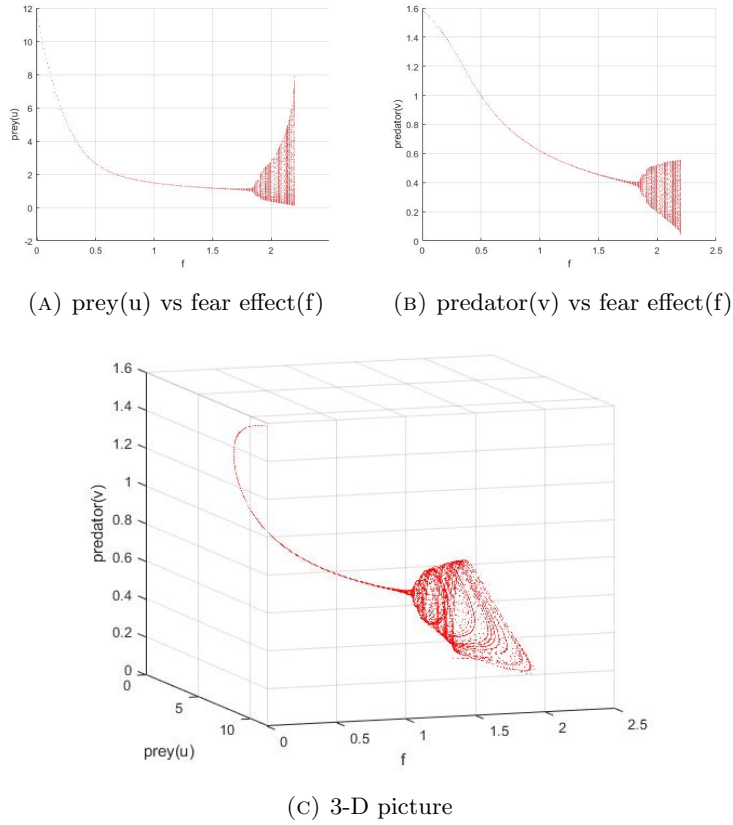 12
10
8
6
4
2
0
-2
prey(u)
0 0.5 1 1.5 2
f
(A) prey(u) vs fear effect(f)
1.6
1.4
1.2
1
0.8
0.6
0.4
0.2
0
predator(v)
0 0.5 1 1.5 2 2.5
f
(B) predator(v) vs fear effect(f)
1.6
1.4
1.2
1
0.8
0.6
0.4
0.2
0
predator(v)
0
5
10
prey(u)
0 0.5 1 1.5 2 2.5
f
(C) 3-D picture